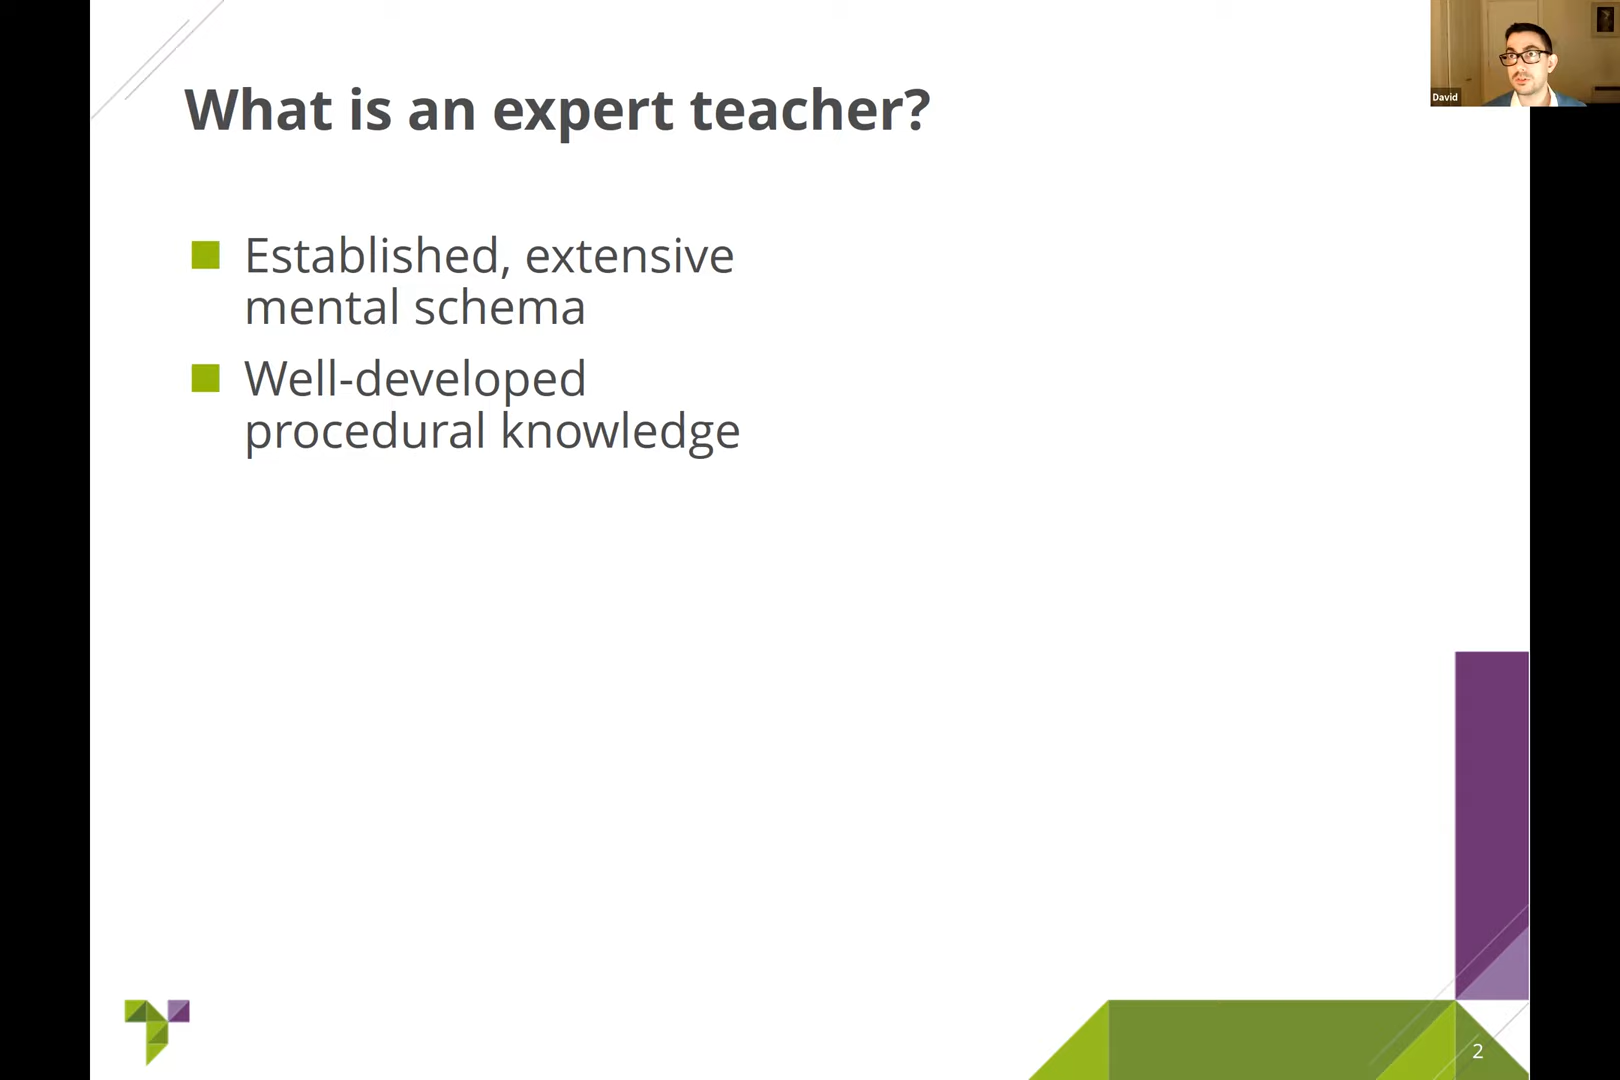 What is an expert teacher?
David
Established, extensive
mental schema
Well-developed
procedural knowledge
2